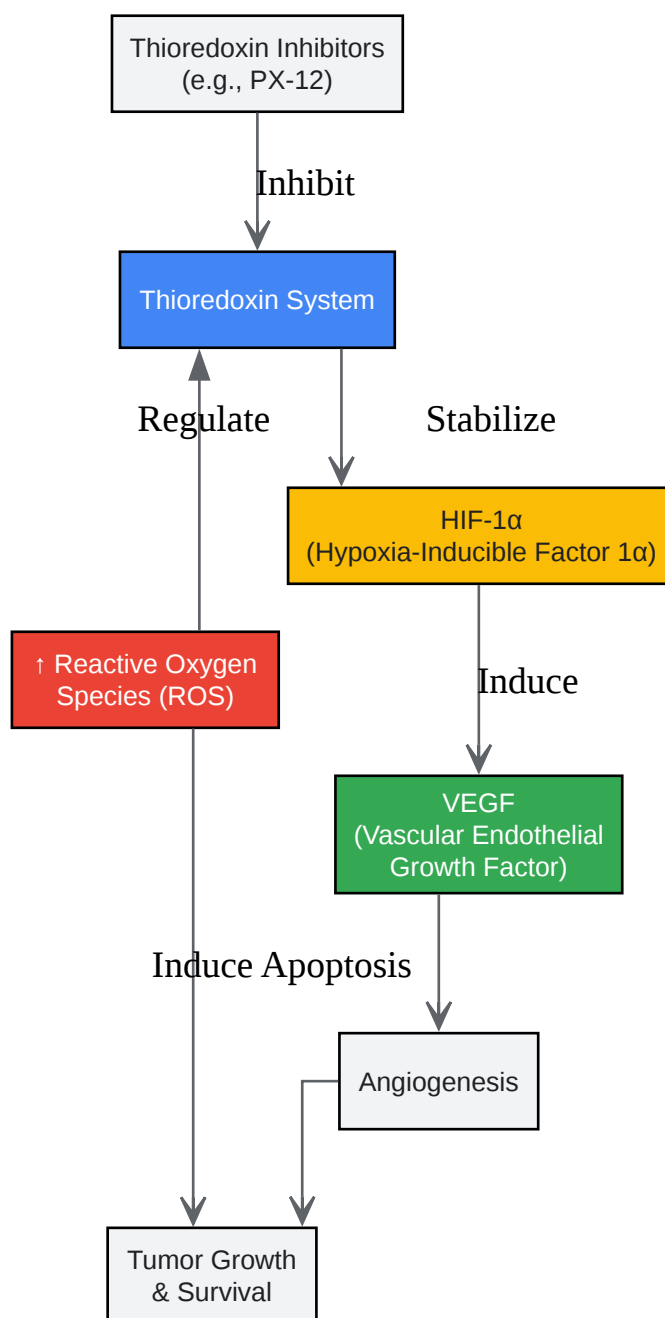 Thioredoxin Inhibitors
(e.g., PX-12)
Inhibit
Thioredoxin System
Regulate
Stabilize
HIF-1α
(Hypoxia-Inducible Factor 1α)
↑ Reactive Oxygen
Species (ROS)
Induce
VEGF
(Vascular Endothelial
Growth Factor)
Induce Apoptosis
Angiogenesis
Tumor Growth
& Survival